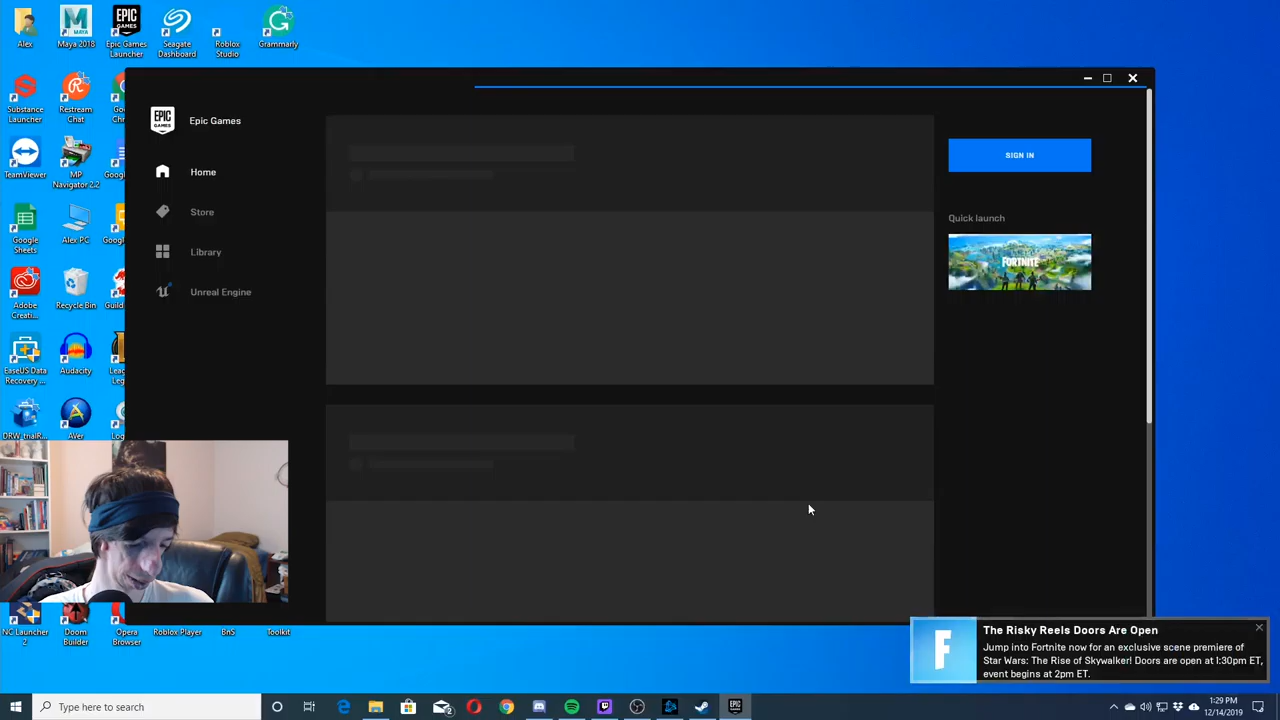 Alex
Maya 2018
Epic Games
Launcher
Seagate
Dashboard
Roblox
Studio
Grammarly
EPIC
GAMES
Epic Games
Substance
Launcher
Restream
Chat
Home
SIGN IN
TeamViewer
MP
Navigator 2.2
Store
Quick launch
FORTNITE
Google
Sheets
Alex PC
Library
Unreal Engine
Adobe
Creati...
Recycle Bin
EaseUS Data
Recovery ...
Audacity
DRW_trialR...
AVer
NC Launcher
2
Doom
Builder
Opera
Browser
Roblox Player
BnS
Toolkit
The Risky Reels Doors Are Open
Jump into Fortnite now for an exclusive scene premiere of
Star Wars: The Rise of Skywalker! Doors are open at 1:30pm ET,
event begins at 2pm ET.
Type here to search
1:29 PM
12/14/2019